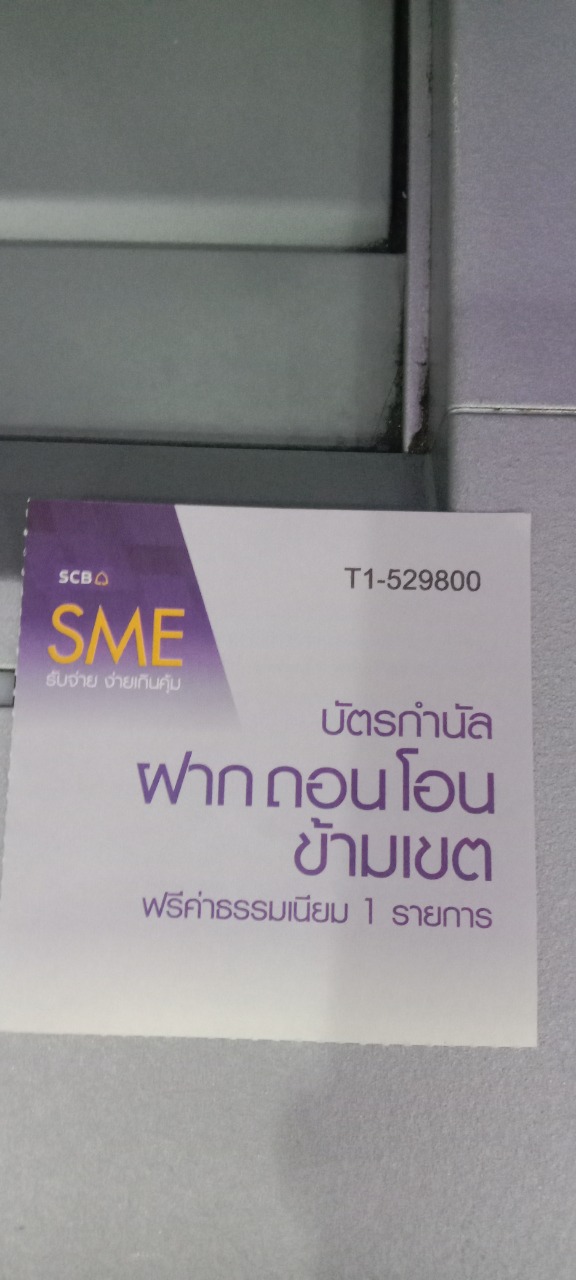 SCB
SME
รับจ่าย ง่ายเกินคุ้ม
T1-529800
บัตรกำนัล
ฝาก ถอน โอน
ข้ามเขต
ฟรีค่าธรรมเนียม 1 รายการ